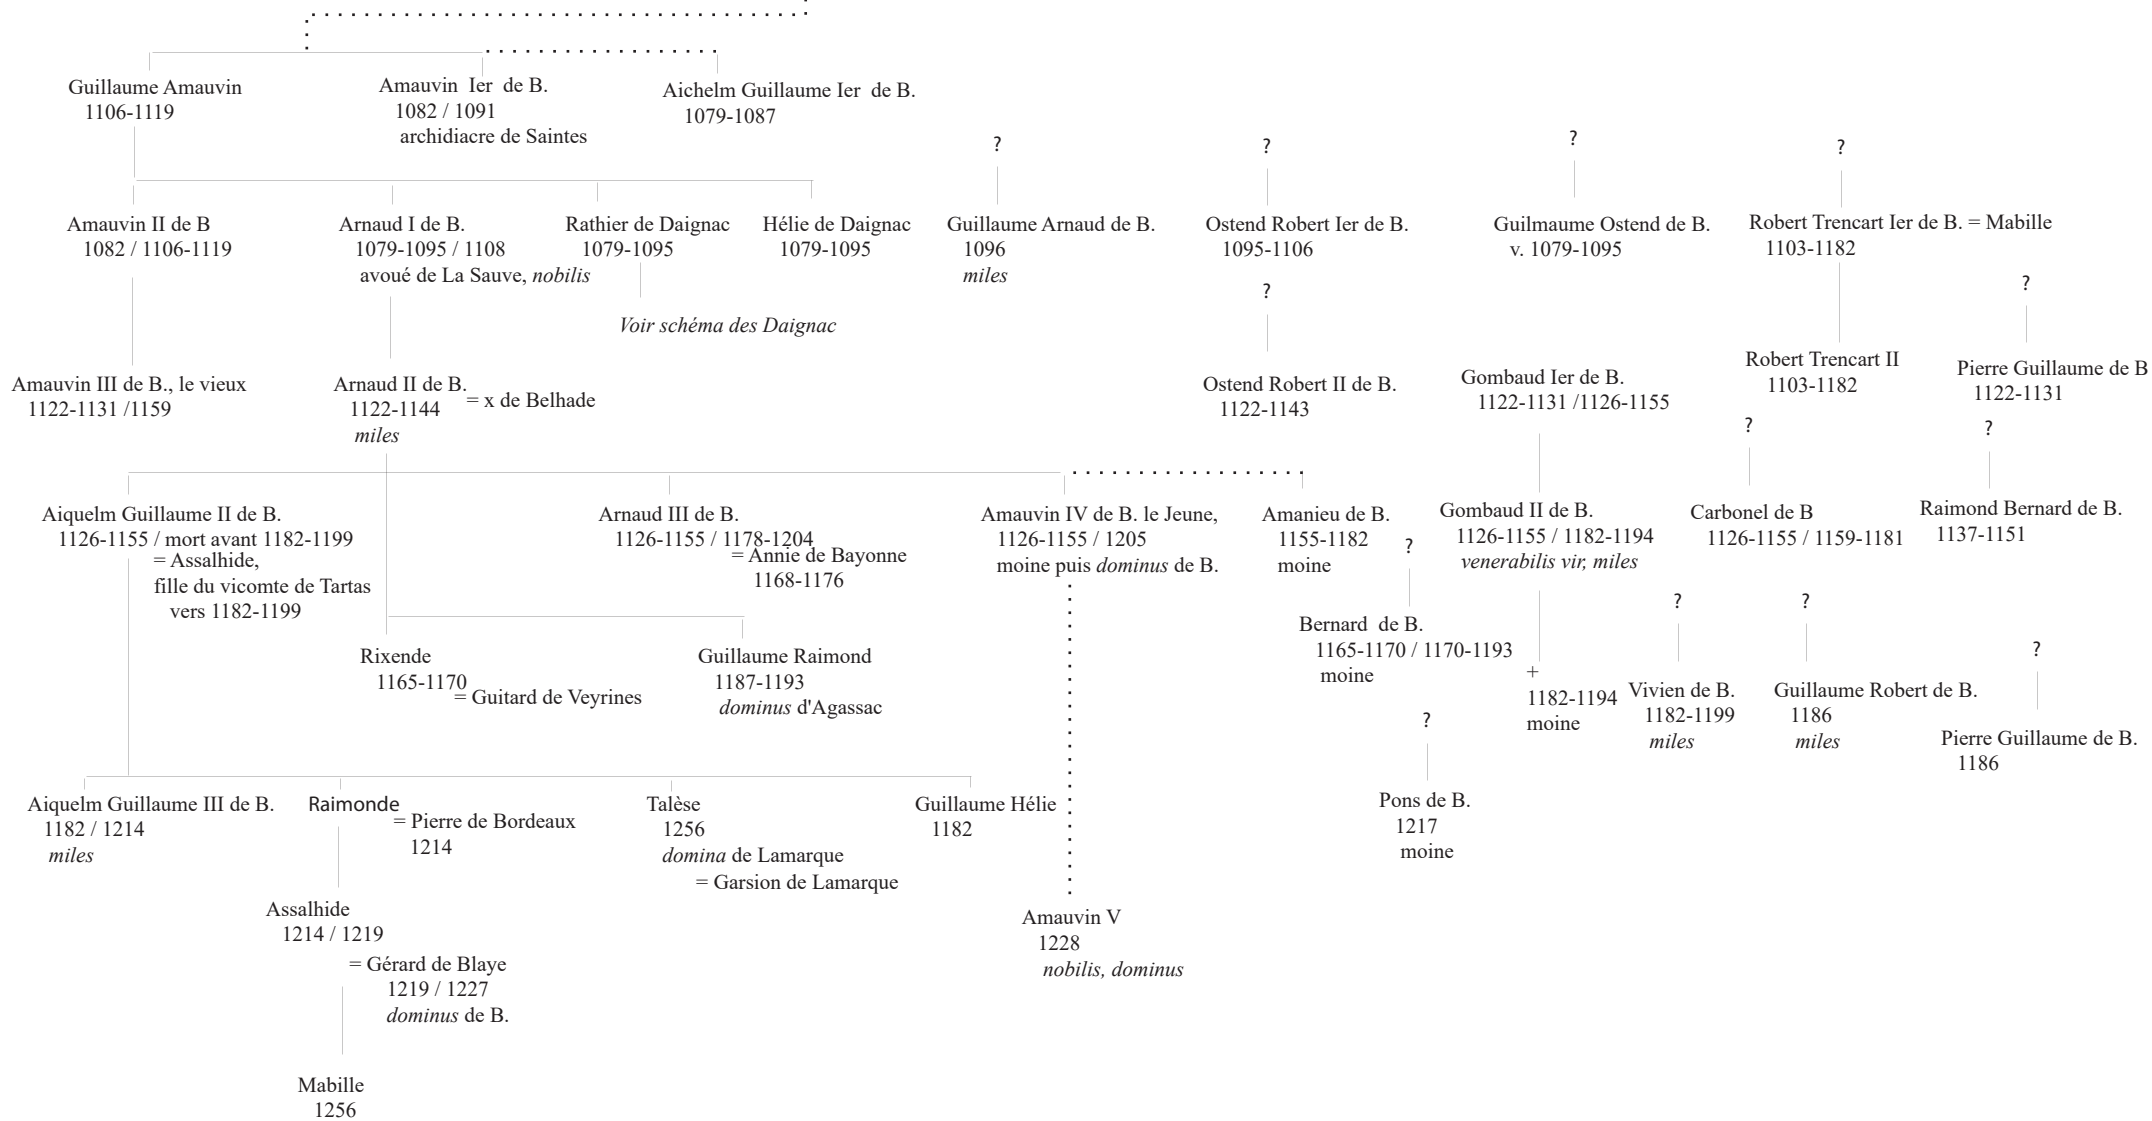 Guillaume Amauvin
1106-1119
Amauvin Ier de B.
1082 / 1091
archidiacre de Saintes
Aichelm Guillaume Ier de B.
1079-1087
?
?
?
?
Amauvin II de B
1082 / 1106-1119
Arnaud I de B.
1079-1095 / 1108
avoué de La Sauve, nobilis
Rathier de Daignac
1079-1095
Voir schéma des Daignac
Hélie de Daignac
1079-1095
Guillaume Arnaud de B.
1096
miles
Ostend Robert Ier de B.
1095-1106
?
Guilmaume Ostend de B.
v. 1079-1095
Robert Trencart Ier de B. = Mabille
1103-1182
?
Amauvin III de B., le vieux
1122-1131 /1159
Arnaud II de B.
= x de Belhade
1122-1144
miles
Ostend Robert II de B.
1122-1143
Gombaud Ier de B.
1122-1131 /1126-1155
Robert Trencart II
1103-1182
Pierre Guillaume de B
1122-1131
?
?
Aiquelm Guillaume II de B.
1126-1155 / mort avant 1182-1199
= Assalhide,
fille du vicomte de Tartas
vers 1182-1199
Arnaud III de B.
1126-1155 / 1178-1204
= Annie de Bayonne
1168-1176
Amauvin IV de B. le Jeune,
1126-1155 / 1205
moine puis dominus de B.
Amanieu de B.
1155-1182
moine
Gombaud II de B.
1126-1155 / 1182-1194
venerabilis vir, miles
Carbonel de B
1126-1155 / 1159-1181
Raimond Bernard de B.
1137-1151
?
?
?
?
Rixende
1165-1170
= Guitard de Veyrines
Guillaume Raimond
1187-1193
dominus d'Agassac
Bernard de B.
1165-1170 / 1170-1193
moine
+
1182-1194
moine
Vivien de B.
1182-1199
miles
Guillaume Robert de B.
1186
miles
Pierre Guillaume de B.
1186
?
Aiquelm Guillaume III de B.
1182 / 1214
miles
Raimonde
= Pierre de Bordeaux
1214
Talèse
1256
domina de Lamarque
= Garsion de Lamarque
Guillaume Hélie
1182
Pons de B.
1217
moine
Assalhide
1214 / 1219
= Gérard de Blaye
1219 / 1227
dominus de B.
Amauvin V
1228
nobilis, dominus
Mabille
1256